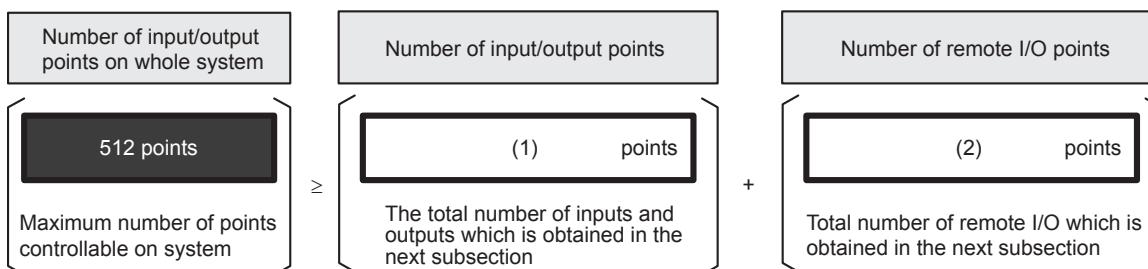 Number of input/output
points on whole system
Number of input/output points
Number of remote I/O points
512 points
≥
(1) points
+
(2) points
Maximum number of points
controllable on system
The total number of inputs and
outputs which is obtained in the
next subsection
Total number of remote I/O which is
obtained in the next subsection